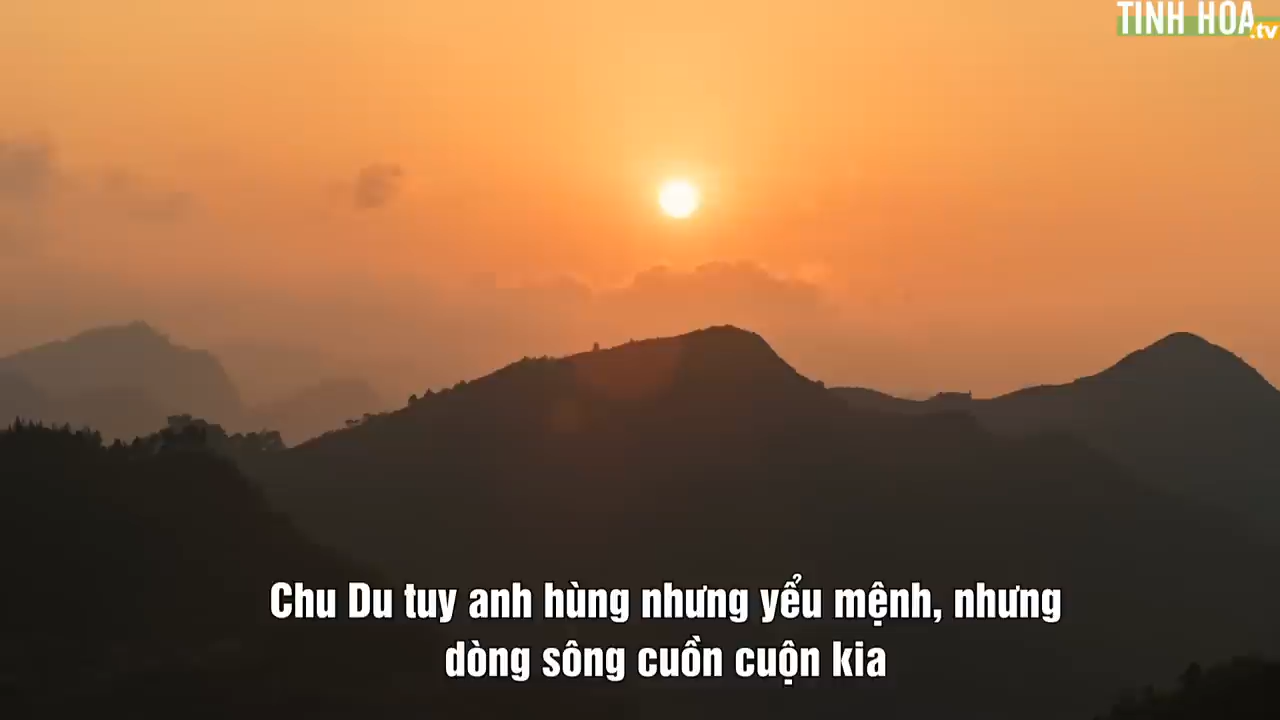 TINH HOA
.tv
Chu Du tuy anh hùng nhưng yểu mệnh, nhưng
dòng sông cuồn cuộn kia